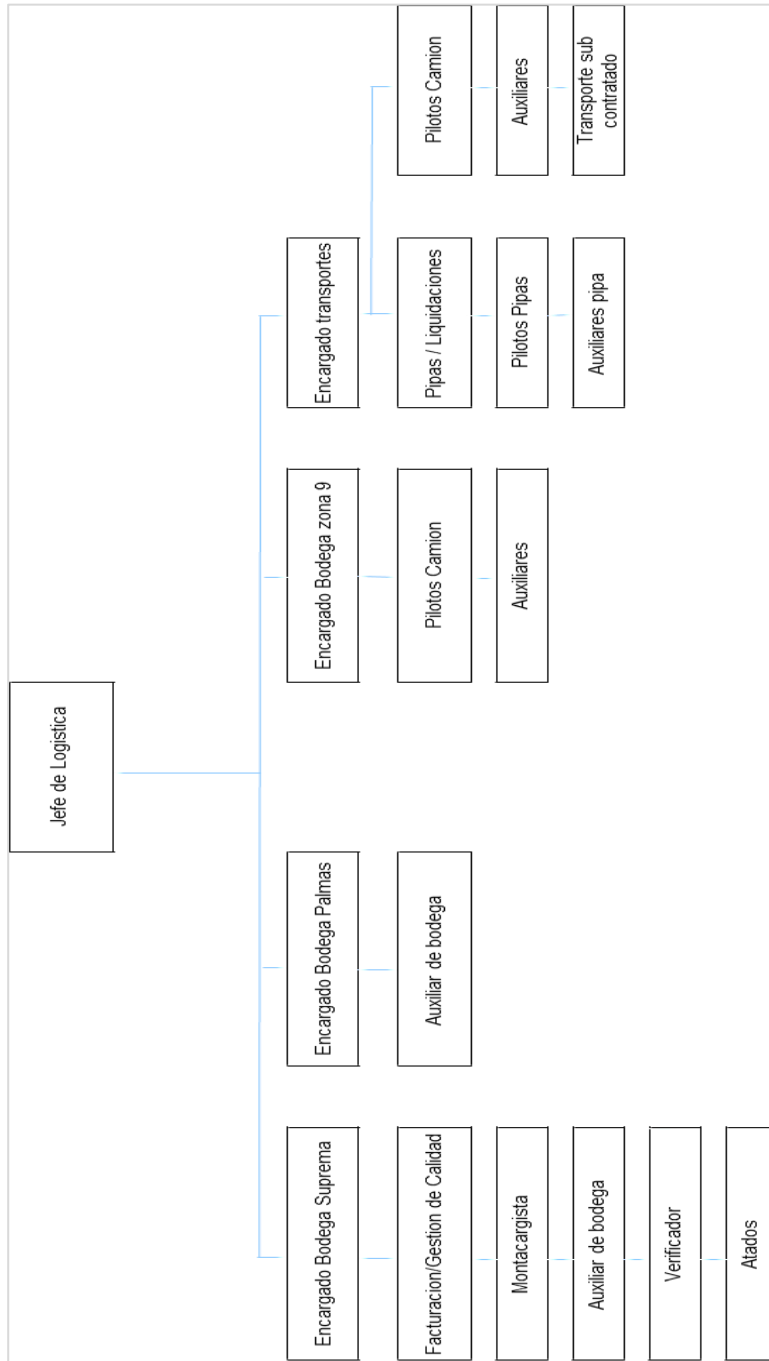 Jefe de Logistica
Encargado Bodega Suprema
Encargado Bodega Palmas
Encargado Bodega zona 9
Encargado transportes
Facturacion/Gestion de Calidad
Auxiliar de bodega
Pilotos Camion
Pipas / Liquidaciones
Pilotos Camion
Montacargista
Auxiliares
Pilotos Pipas
Auxiliares
Auxiliar de bodega
Auxiliares pipa
Transporte sub
contratado
Verificador
Atados